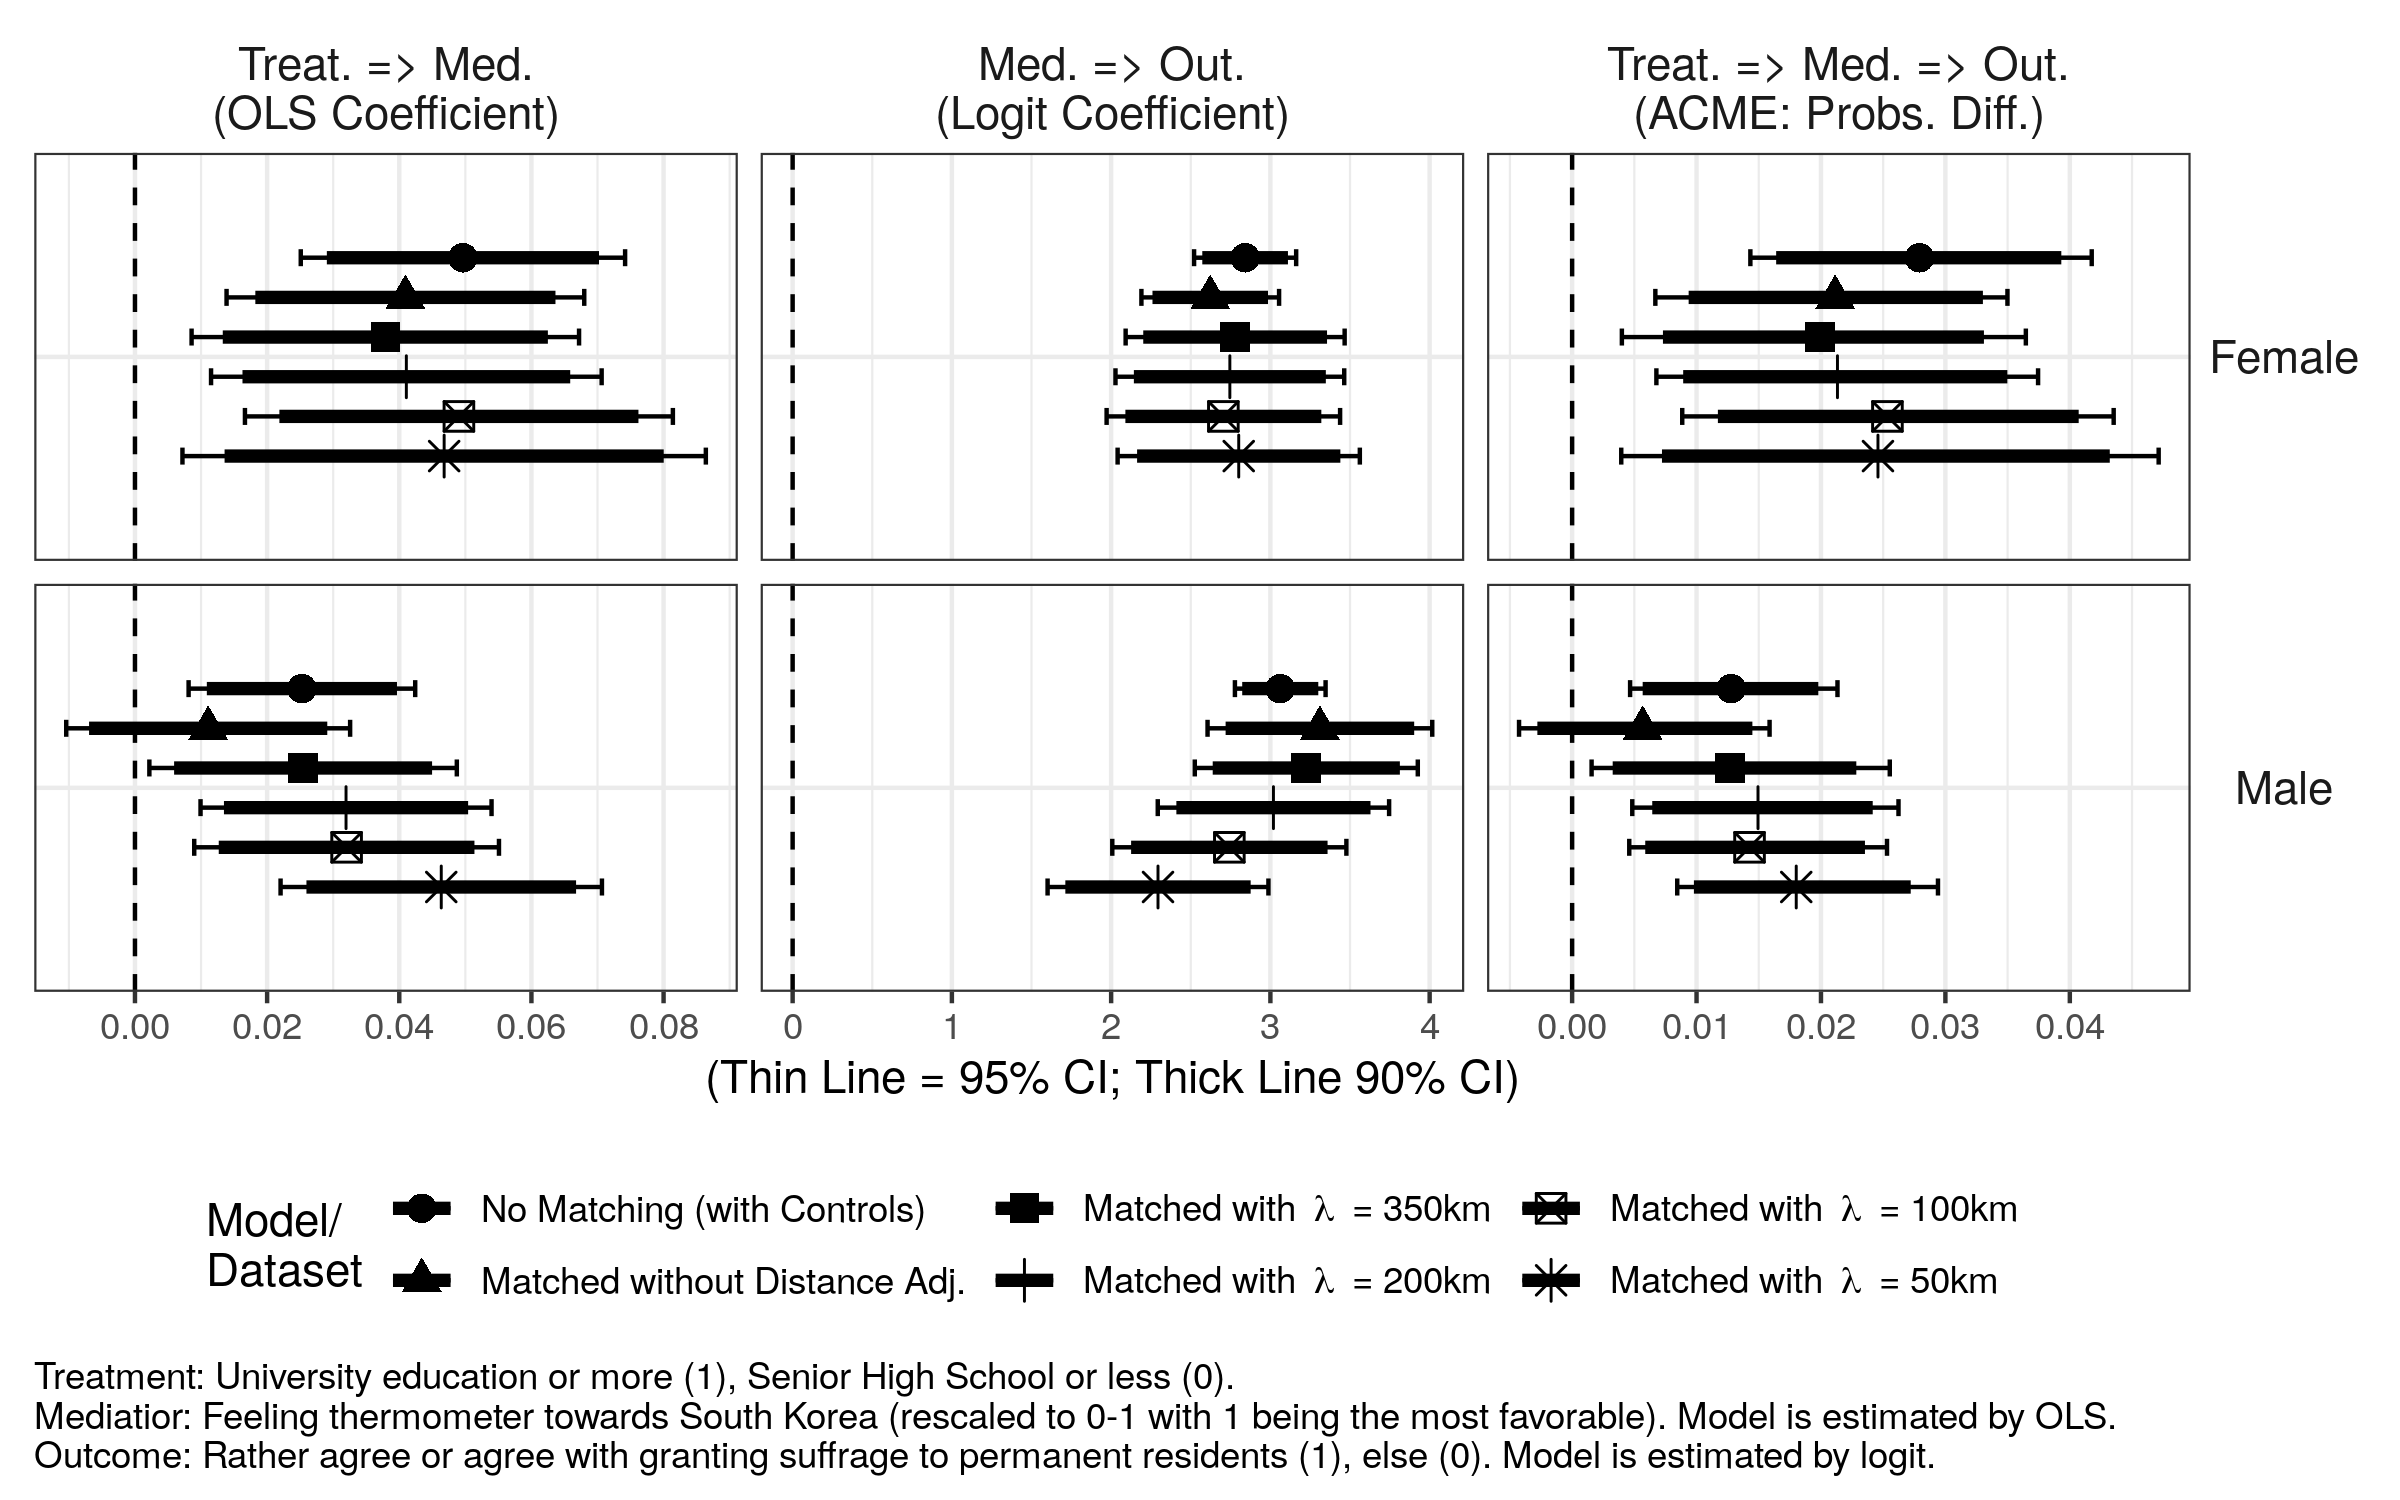 Treat. => Med.
(OLS Coefficient)
Med. => Out.
(Logit Coefficient)
Treat. => Med. => Out.
(ACME: Probs. Diff.)
Female
Male
0.00 0.02 0.04 0.06 0.08
0 1 2 3 4
0.00 0.01 0.02 0.03 0.04
(Thin Line = 95% CI; Thick Line 90% CI)
Model/
Dataset
No Matching (with Controls)
Matched without Distance Adj.
Matched with λ = 350km
Matched with λ = 200km
Matched with λ = 100km
Matched with λ = 50km
Treatment: University education or more (1), Senior High School or less (0).
Mediatior: Feeling thermometer towards South Korea (rescaled to 0-1 with 1 being the most favorable). Model is estimated by OLS.
Outcome: Rather agree or agree with granting suffrage to permanent residents (1), else (0). Model is estimated by logit.